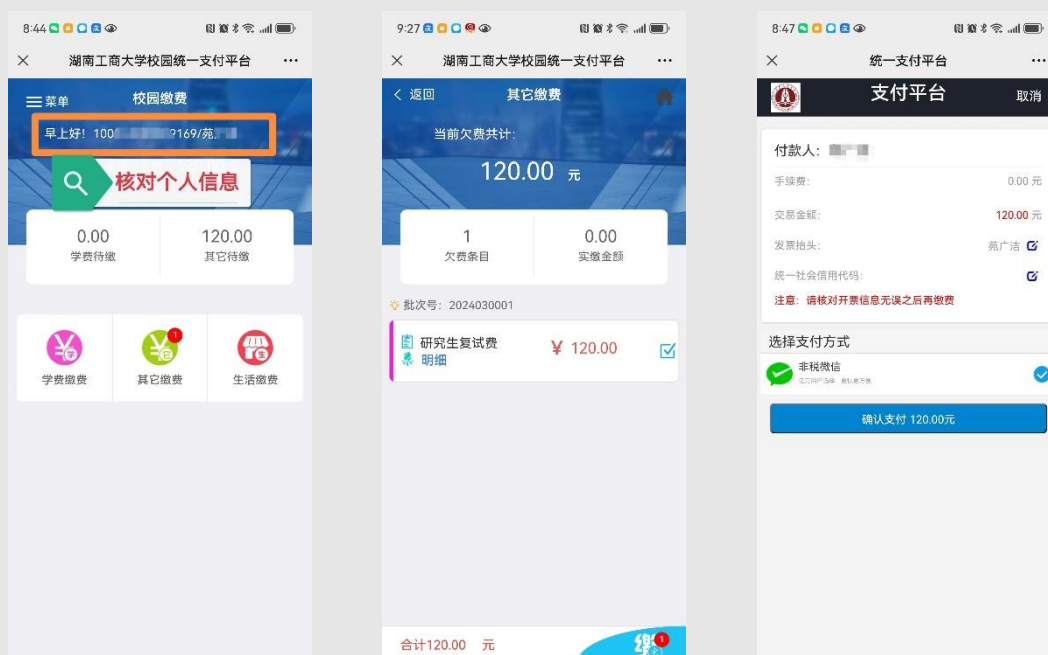 8:44
湖南工商大学校园统一支付平台
菜单
校园缴费
早上好！100 2169/苑
核对个人信息
0.00
120.00
学费待缴
其它待缴
1
学费缴费
其它缴费
生活缴费
9:27
湖南工商大学校园统一支付平台
返回
其它缴费
当前欠费共计:
120.00 元
1
0.00
欠费条目
实缴金额
批次号: 2024030001
研究生复试费
¥ 120.00
明细
合计120.00 元
缴
1
8:47
统一支付平台
支付平台
取消
付款人:
手续费: 0.00 元
交易金额: 120.00 元
发票抬头: 苑广洁
统一社会信用代码:
注意: 请核对开票信息无误之后再缴费
选择支付方式
非税微信
确认支付 120.00元